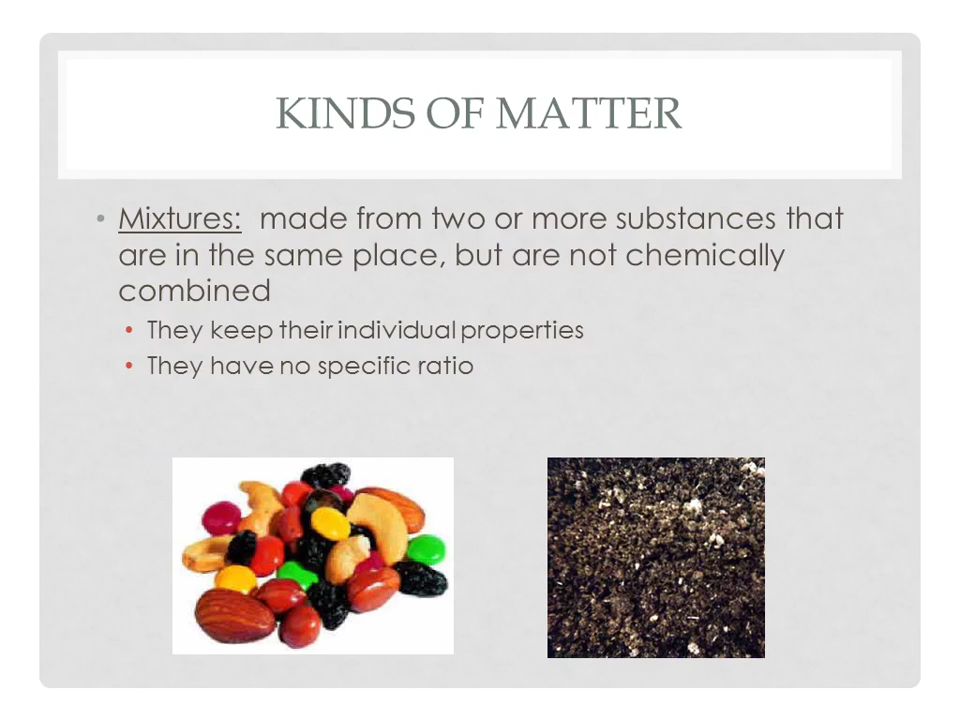 KINDS OF MATTER
• Mixtures: made from two or more substances that
are in the same place, but are not chemically
combined
• They keep their individual properties
• They have no specific ratio